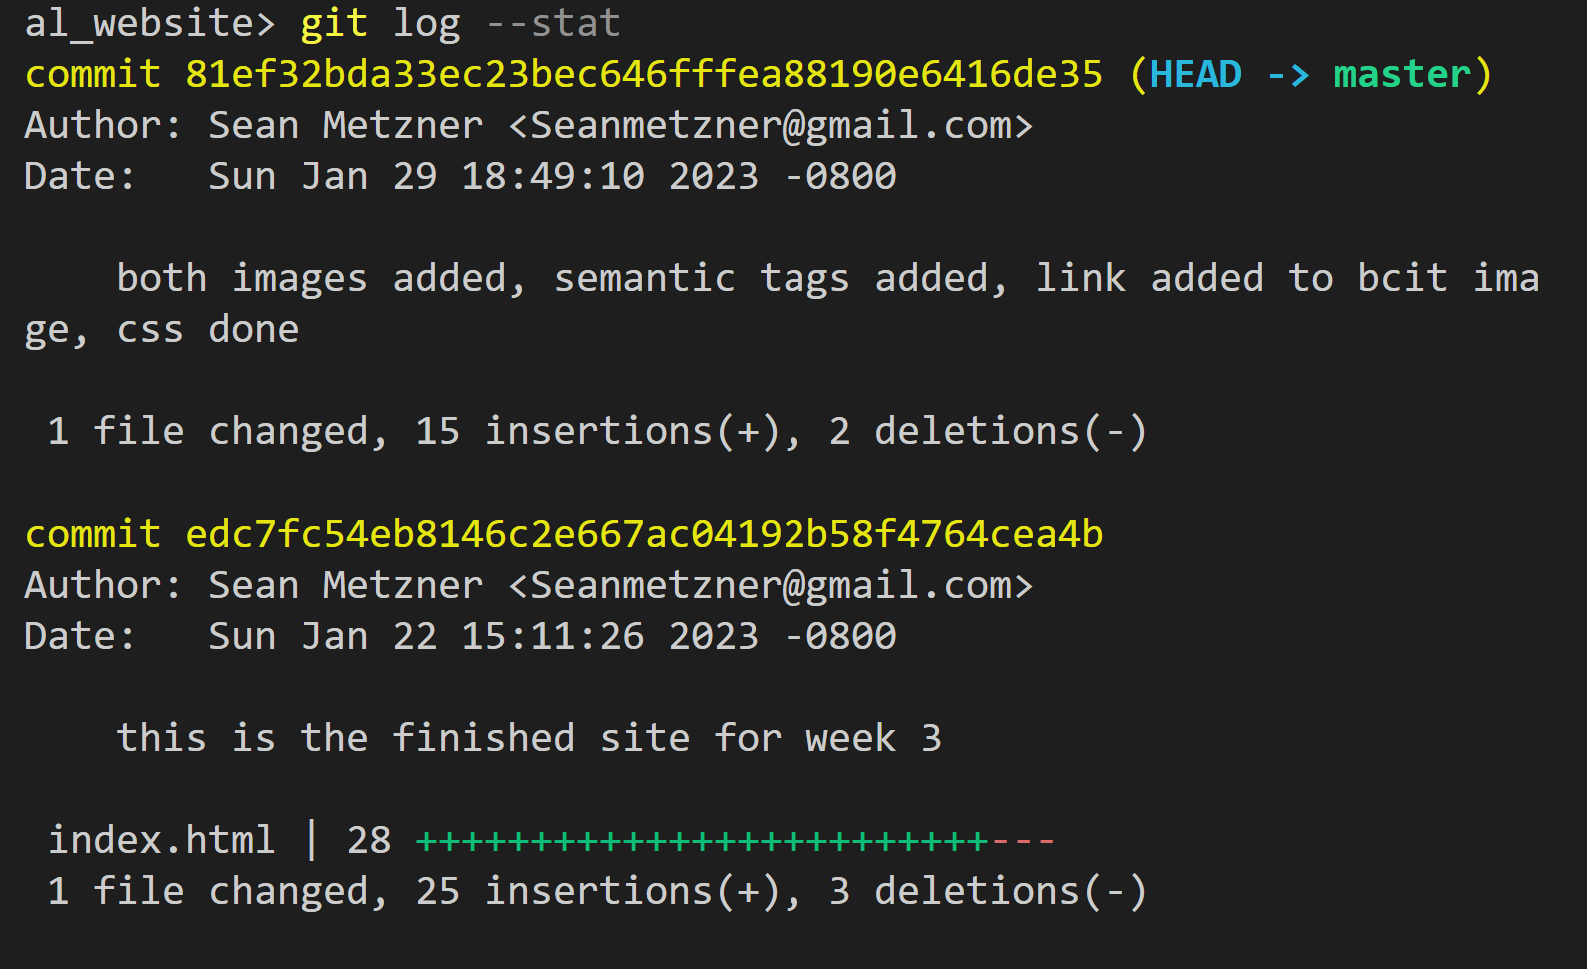 al_website> git log --stat
commit 81ef32bda33ec23bec646fffea88190e6416de35 (HEAD -> master)
Author: Sean Metzner <Seanmetzner@gmail.com>
Date:   Sun Jan 29 18:49:10 2023 -0800
    both images added, semantic tags added, link added to bcit ima
ge, css done
 1 file changed, 15 insertions(+), 2 deletions(-)
commit edc7fc54eb8146c2e667ac04192b58f4764cea4b
Author: Sean Metzner <Seanmetzner@gmail.com>
Date:   Sun Jan 22 15:11:26 2023 -0800
    this is the finished site for week 3
 index.html | 28 +++++++++++++++++++++++++---
 1 file changed, 25 insertions(+), 3 deletions(-)